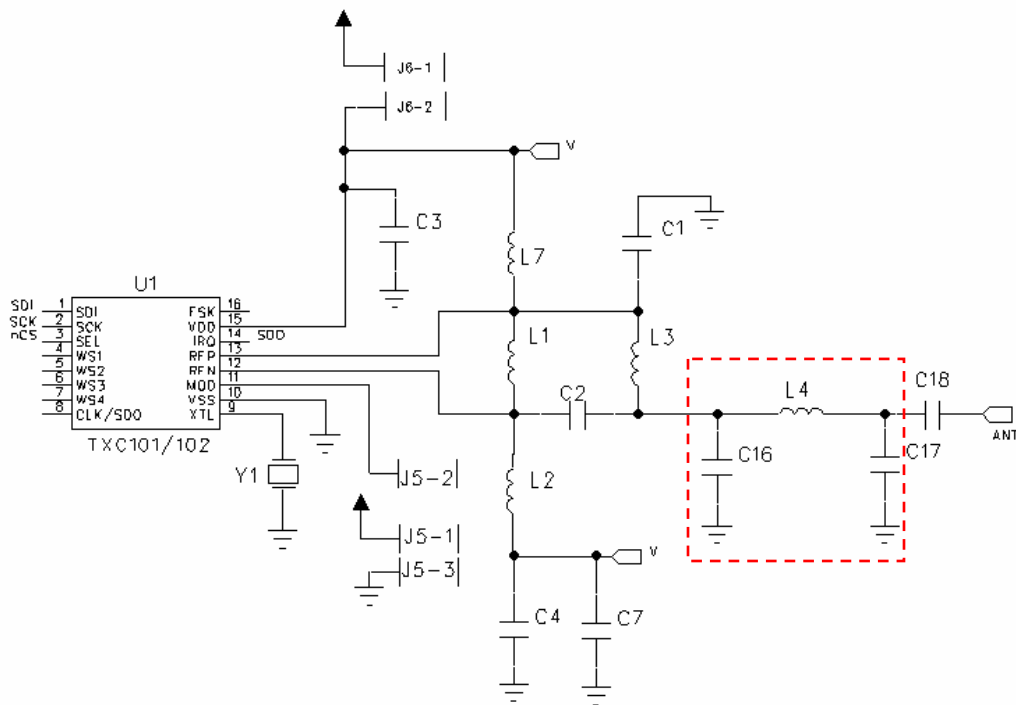 J6-1
J6-2
V
C3
C1
L7
U1
SDI 1 SDI FSK 16
SCK 2 SCK VDD 15
nCS 3 SEL IRQ 14 SDO
4 WS1 RFP 13
5 WS2 RFN 12
6 WS3 MOD 11
7 WS4 VSS 10
8 CLK/SDO XTL 9
TXC101/102
L1
L3
C2
L4
C18
ANT
C16
C17
Y1
J5-2
L2
J5-1
J5-3
V
C4
C7